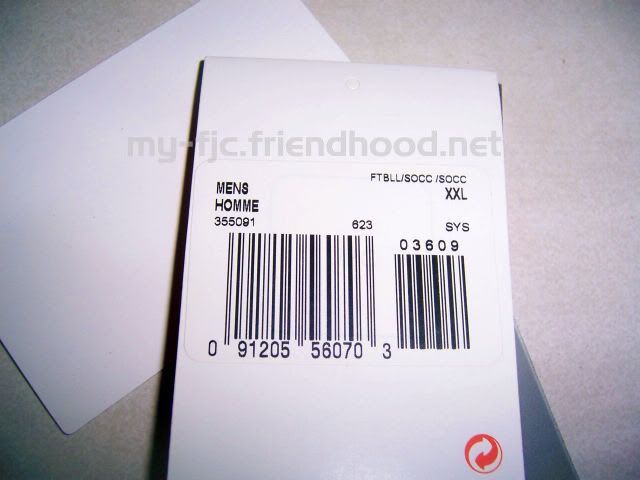 my-fjc.friendhood.net
FTBLL/SOCC /SOCC
MENS XXL
HOMME
355091 623 SYS
03609
0 91205 56070 3